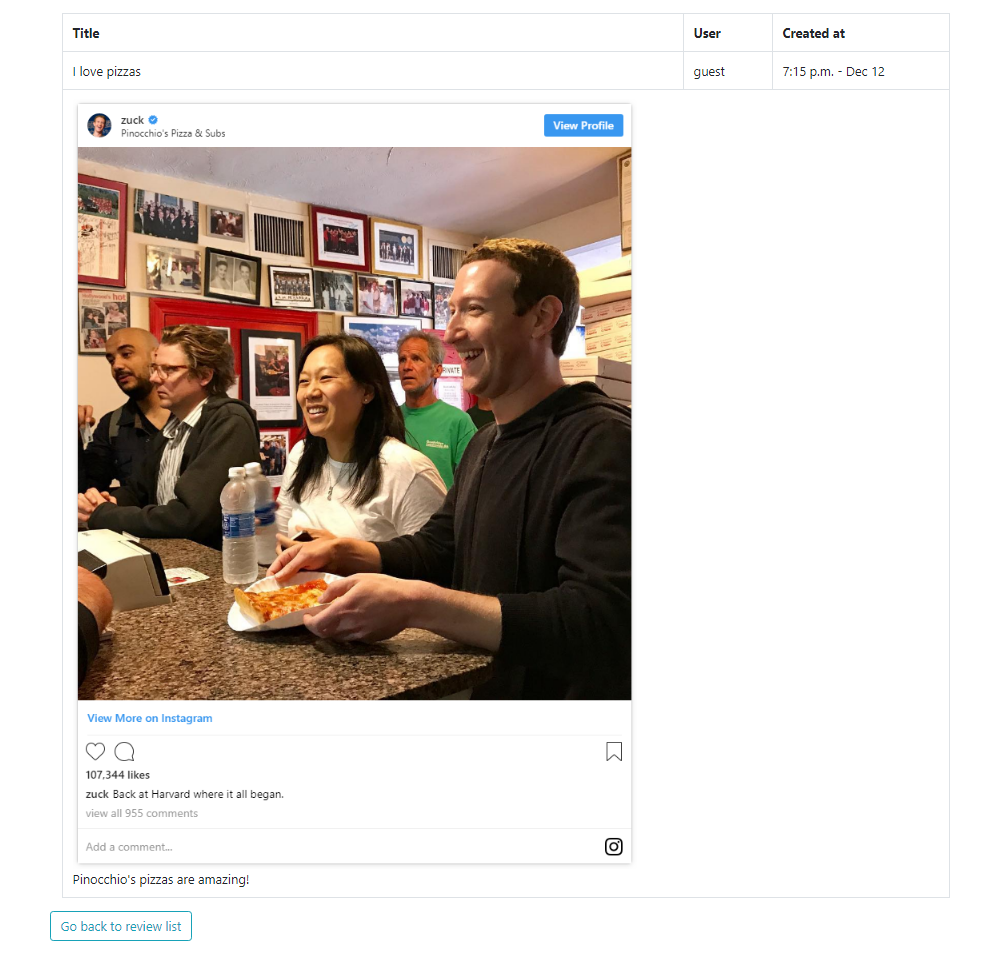 Title User Created at
I love pizzas guest 7:15 p.m. - Dec 12
zuck
Pinocchio's Pizza & Subs
View Profile
PRIVATE
View More on Instagram
107,344 likes
zuck Back at Harvard where it all began.
view all 955 comments
Add a comment...
Pinocchio's pizzas are amazing!
Go back to review list